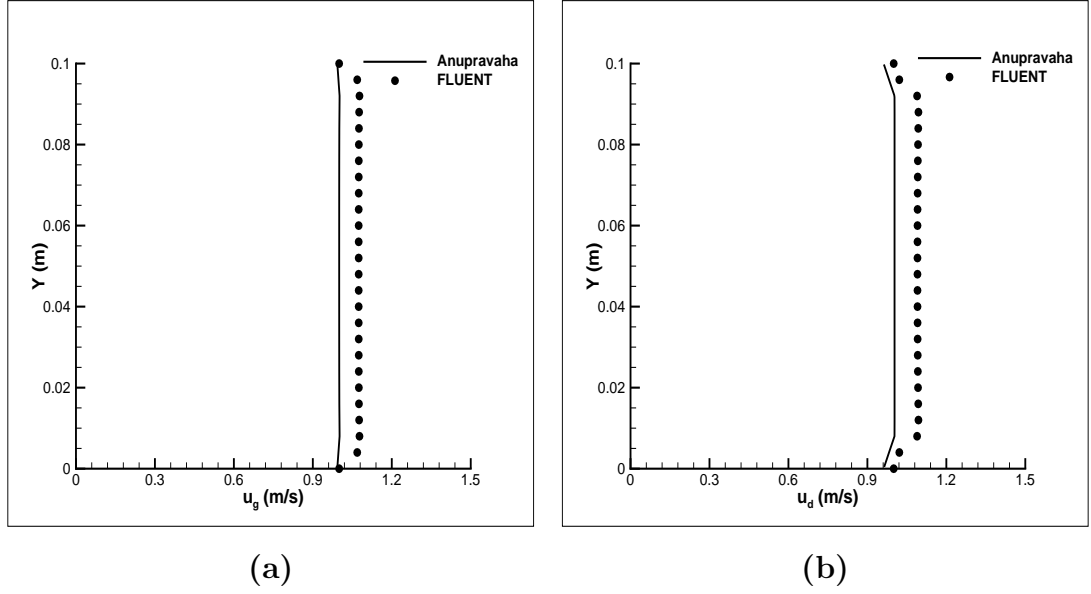 Anupravaha
FLUENT
0.1
0.08
0.06
0.04
0.02
0
Y (m)
0 0.3 0.6 0.9 1.2 1.5
u_g (m/s)
(a)
Anupravaha
FLUENT
0.1
0.08
0.06
0.04
0.02
0
Y (m)
0 0.3 0.6 0.9 1.2 1.5
u_d (m/s)
(b)